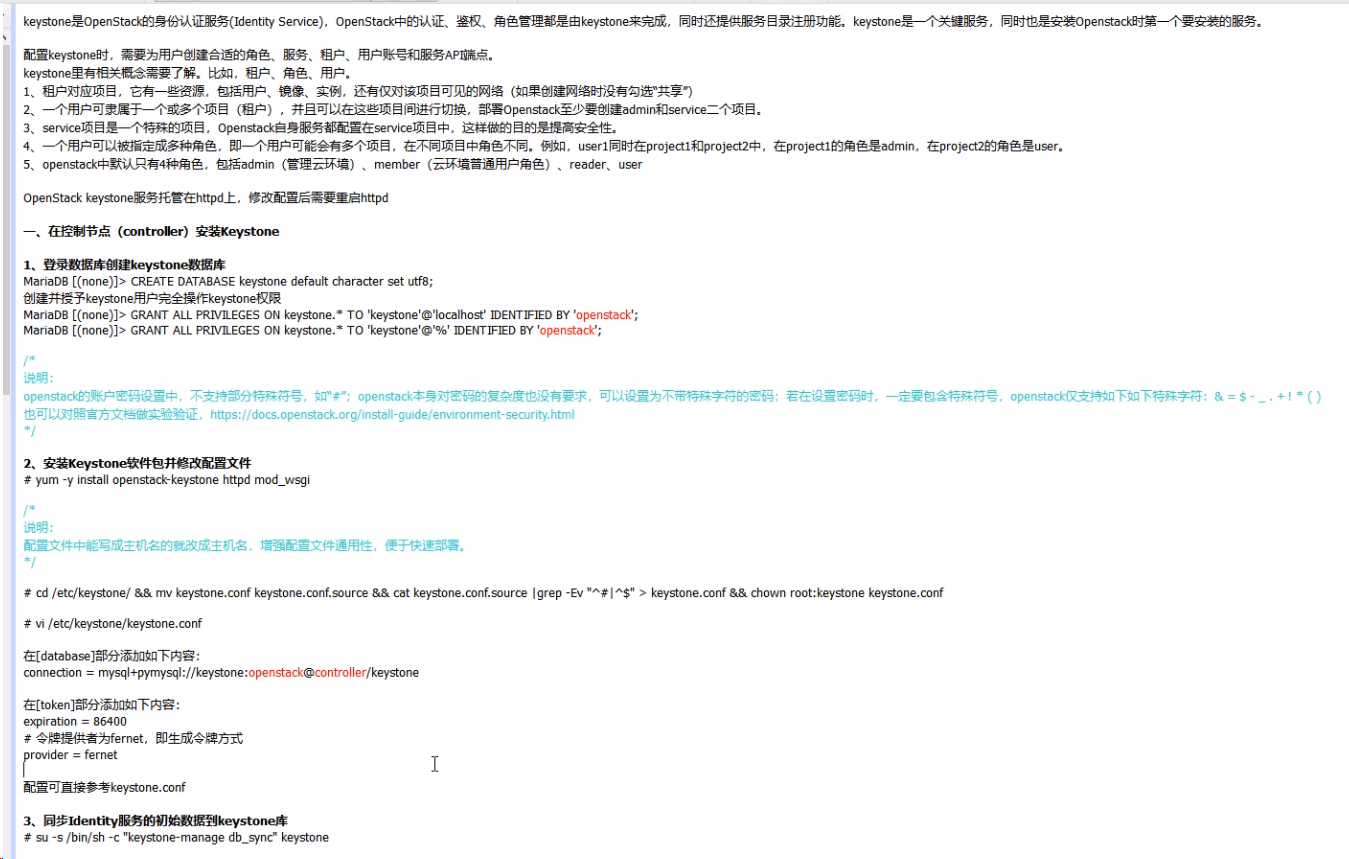 keystone是OpenStack的身份认证服务(Identity Service)，OpenStack中的认证、鉴权、角色管理都是由keystone来完成，同时还提供服务目录注册功能。keystone是一个关键服务，同时也是安装Openstack时第一个要安装的服务。
配置keystone时，需要为用户创建合适的角色、服务、租户、用户账号和服务API端点。
keystone里有相关概念需要了解。比如，租户、角色、用户。
1、租户对应项目，它有一些资源，包括用户、镜像、实例，还有仅对该项目可见的网络（如果创建网络时没有勾选“共享”）
2、一个用户可隶属于一个或多个项目（租户），并且可以在这些项目间进行切换，部署Openstack至少要创建admin和service二个项目。
3、service项目是一个特殊的项目，Openstack自身服务都配置在service项目中，这样做的目的是提高安全性。
4、一个用户可以被指定成多种角色，即一个用户可能会有多个项目，在不同项目中角色不同。例如，user1同时在project1和project2中，在project1的角色是admin，在project2的角色是user。
5、openstack中默认只有4种角色，包括admin（管理云环境）、member（云环境普通用户角色）、reader、user
OpenStack keystone服务托管在httpd上，修改配置后需要重启httpd
一、在控制节点（controller）安装Keystone
1、登录数据库创建keystone数据库
MariaDB [(none)]> CREATE DATABASE keystone default character set utf8;
创建并授予keystone用户完全操作keystone权限
MariaDB [(none)]> GRANT ALL PRIVILEGES ON keystone.* TO 'keystone'@'localhost' IDENTIFIED BY 'openstack';
MariaDB [(none)]> GRANT ALL PRIVILEGES ON keystone.* TO 'keystone'@'%' IDENTIFIED BY 'openstack';
/*
说明：
openstack的账户密码设置中，不支持部分特殊符号，如“#”；openstack本身对密码的复杂度也没有要求，可以设置为不带特殊字符的密码；若在设置密码时，一定要包含特殊符号，openstack仅支持如下如下特殊字符：& = $ - _ . + ! * ( )
也可以对照官方文档做实验验证，https://docs.openstack.org/install-guide/environment-security.html
*/
2、安装Keystone软件包并修改配置文件
# yum -y install openstack-keystone httpd mod_wsgi
/*
说明：
配置文件中能写成主机名的就改成主机名，增强配置文件通用性，便于快速部署。
*/
# cd /etc/keystone/ && mv keystone.conf keystone.conf.source && cat keystone.conf.source |grep -Ev "^#|^$" > keystone.conf && chown root:keystone keystone.conf
# vi /etc/keystone/keystone.conf
在[database]部分添加如下内容：
connection = mysql+pymysql://keystone:openstack@controller/keystone
在[token]部分添加如下内容：
expiration = 86400
# 令牌提供者为fernet，即生成令牌方式
provider = fernet
配置可直接参考keystone.conf
3、同步Identity服务的初始数据到keystone库
# su -s /bin/sh -c "keystone-manage db_sync" keystone